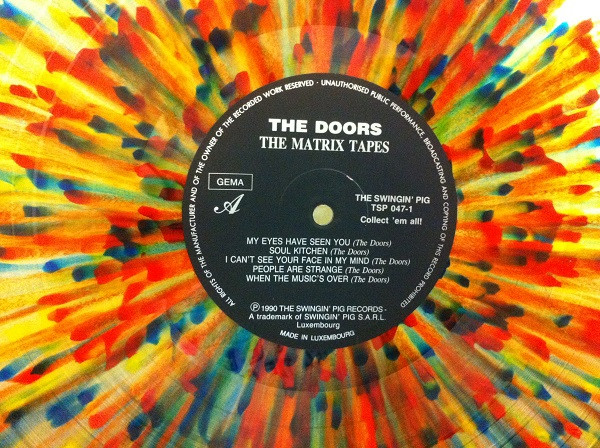 ALL RIGHTS OF THE MANUFACTURER AND OF THE OWNER OF THE RECORDED WORK RESERVED · UNAUTHORISED PUBLIC PERFORMANCE, BROADCASTING AND COPYING OF THIS RECORD PROHIBITED
THE DOORS
THE MATRIX TAPES
GEMA
A
THE SWINGIN' PIG
TSP 047-1
Collect 'em all!
MY EYES HAVE SEEN YOU (The Doors)
SOUL KITCHEN (The Doors)
I CAN'T SEE YOUR FACE IN MY MIND (The Doors)
PEOPLE ARE STRANGE (The Doors)
WHEN THE MUSIC'S OVER (The Doors)
℗ 1990 THE SWINGIN' PIG RECORDS -
A trademark of SWINGIN' PIG S.A.R.L.
Luxembourg
MADE IN LUXEMBOURG